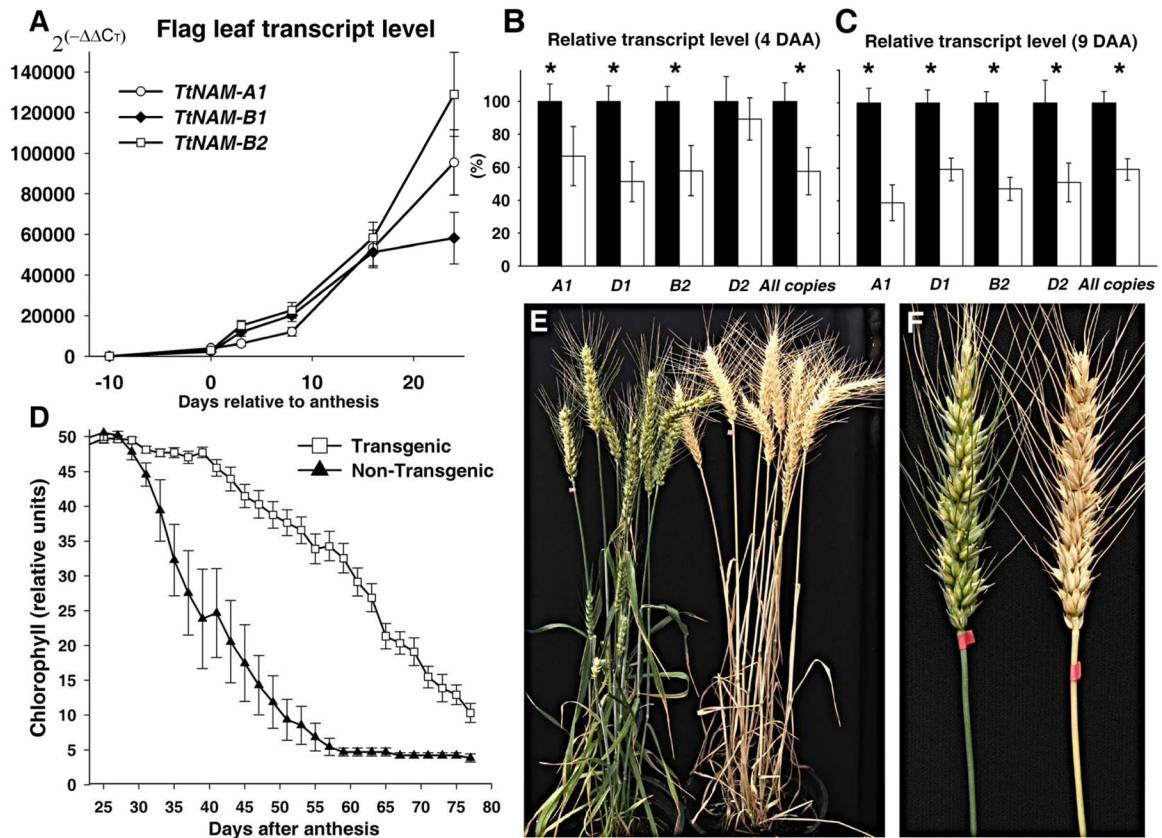 A
Flag leaf transcript level
2(−ΔΔCT)
140000
120000
100000
80000
60000
40000
20000
0
TtNAM-A1
TtNAM-B1
TtNAM-B2
-10 0 10 20
Days relative to anthesis
B
Relative transcript level (4 DAA)
* * * *
(%)
100
80
60
40
20
0
A1 D1 B2 D2 All copies
C
Relative transcript level (9 DAA)
* * * * *
A1 D1 B2 D2 All copies
D
Chlorophyll (relative units)
50
45
40
35
30
25
20
15
10
5
0
Transgenic
Non-Transgenic
25 30 35 40 45 50 55 60 65 70 75 80
Days after anthesis
E
F